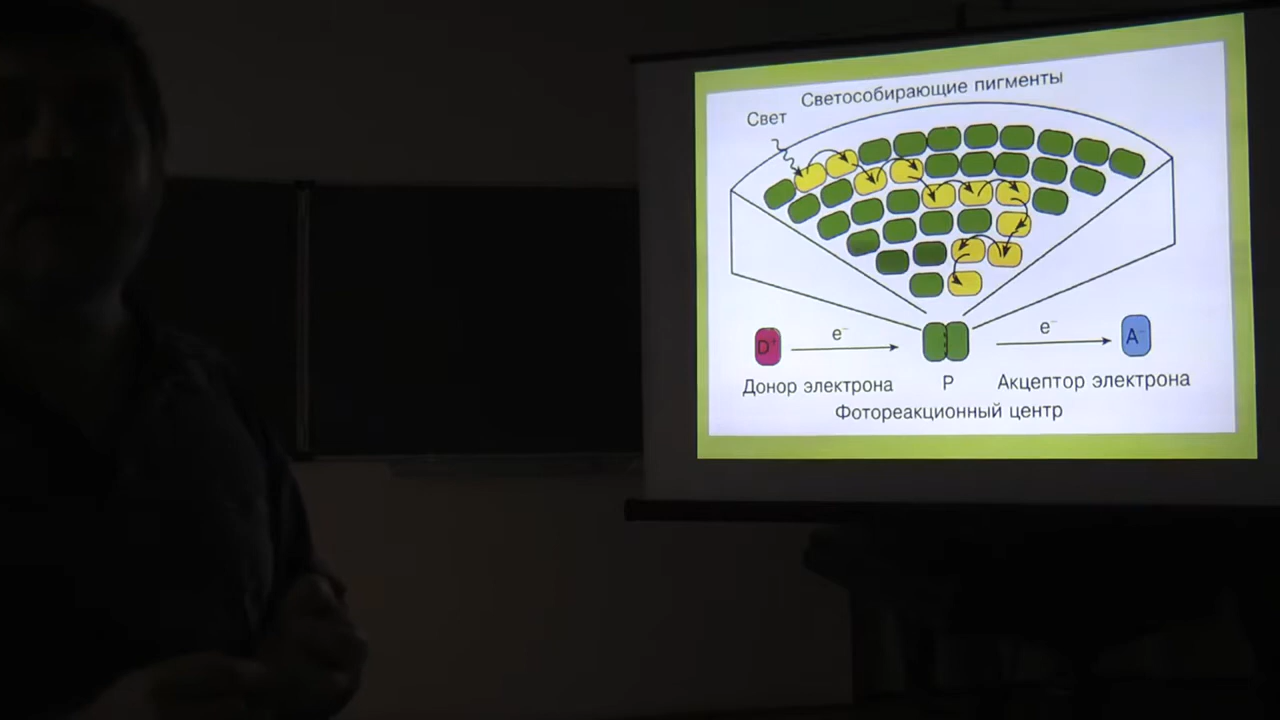 Светособирающие пигменты
Свет
D⁺
e⁻
e⁻
A⁻
Донор электрона
P
Акцептор электрона
Фотореакционный центр